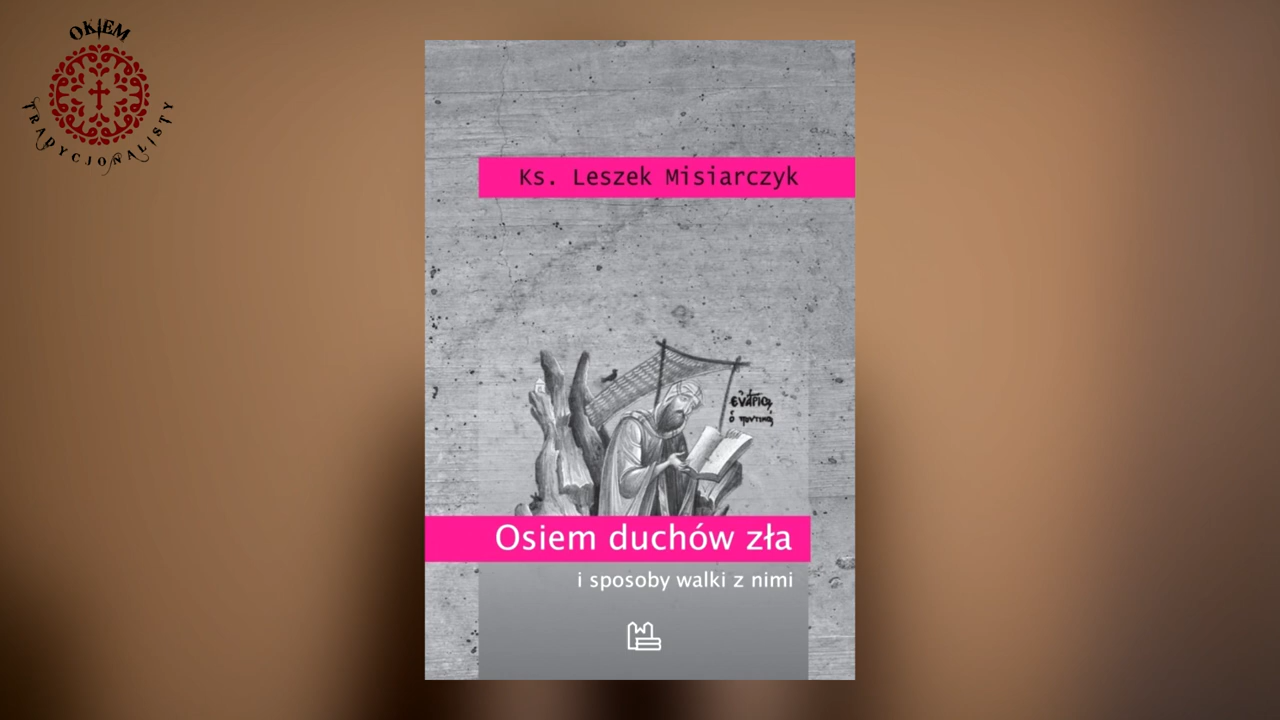 OKIEM
TRADYCJONALISTY
Ks. Leszek Misiarczyk
Osiem duchów zła
i sposoby walki z nimi